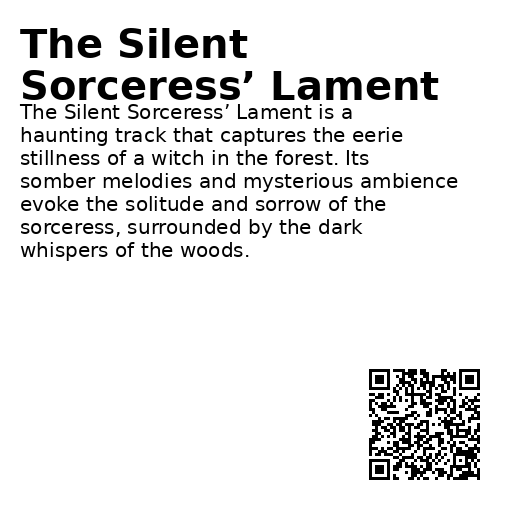 The Silent
Sorceress’ Lament
The Silent Sorceress’ Lament is a
haunting track that captures the eerie
stillness of a witch in the forest. Its
somber melodies and mysterious ambience
evoke the solitude and sorrow of the
sorceress, surrounded by the dark
whispers of the woods.